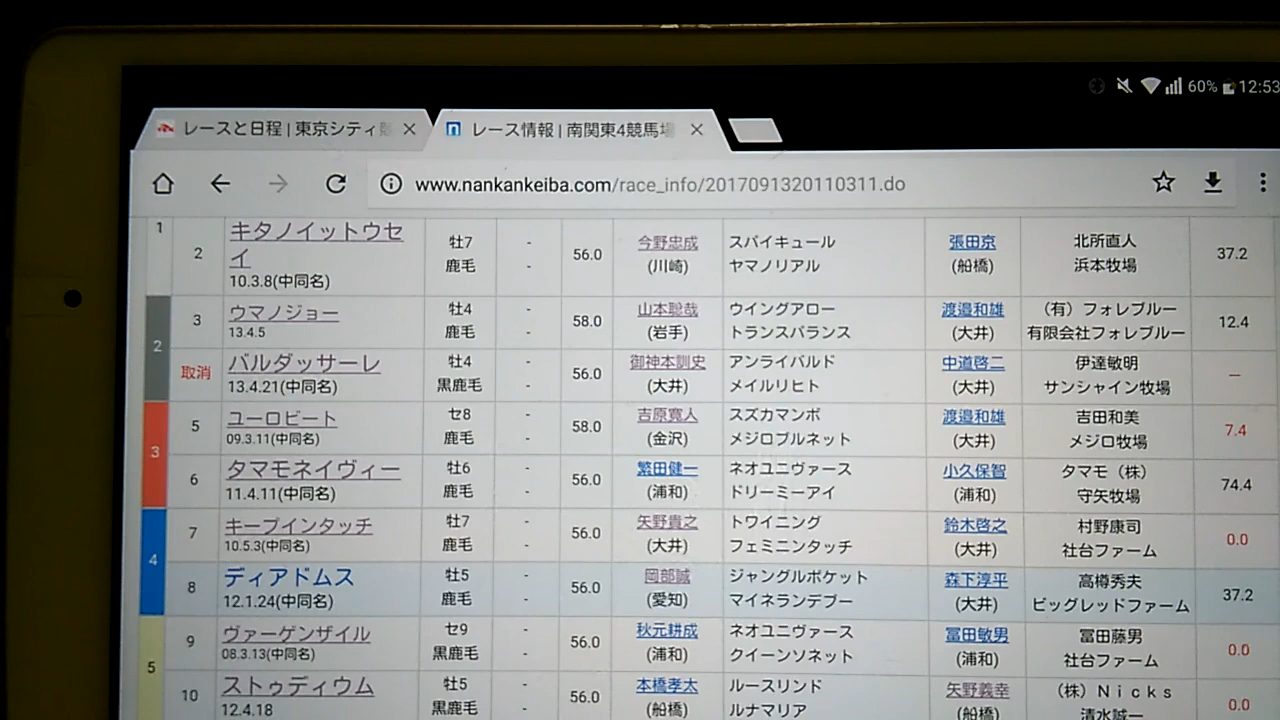 60% 12:53
レースと日程 | 東京シティ競
レース情報 | 南関東4競馬場
www.nankankeiba.com/race_info/2017091320110311.do
1 2 キタノイットウセイ 10.3.8(中同名) 牡7 鹿毛 - - 56.0 今野忠成 (川崎) スパイキュール ヤマノリアル 張田京 (船橋) 北所直人 浜本牧場 37.2
2 3 ウマノジョー 13.4.5 牡4 鹿毛 - - 58.0 山本聡哉 (岩手) ウイングアロー トランスバランス 渡邉和雄 (大井) （有）フォレブルー 有限会社フォレブルー 12.4
取消 バルダッサーレ 13.4.21(中同名) 牡4 黒鹿毛 - - 56.0 御神本訓史 (大井) アンライバルド メイルリヒト 中道啓二 (大井) 伊達敏明 サンシャイン牧場 —
3 5 ユーロビート 09.3.11(中同名) セ8 鹿毛 - - 58.0 吉原寛人 (金沢) スズカマンボ メジロブルネット 渡邉和雄 (大井) 吉田和美 メジロ牧場 7.4
6 タマモネイヴィー 11.4.11(中同名) 牡6 鹿毛 - - 56.0 繁田健一 (浦和) ネオユニヴァース ドリーミーアイ 小久保智 (浦和) タマモ（株） 守矢牧場 74.4
4 7 キープインタッチ 10.5.3(中同名) 牡7 鹿毛 - - 56.0 矢野貴之 (大井) トワイニング フェミニンタッチ 鈴木啓之 (大井) 村野康司 社台ファーム 0.0
8 ディアドムス 12.1.24(中同名) 牡5 鹿毛 - - 56.0 岡部誠 (愛知) ジャングルポケット マイネランデブー 森下淳平 (大井) 高樽秀夫 ビッグレッドファーム 37.2
5 9 ヴァーゲンザイル 08.3.13(中同名) セ9 黒鹿毛 - - 56.0 秋元耕成 (浦和) ネオユニヴァース クイーンソネット 冨田敏男 (浦和) 冨田藤男 社台ファーム 0.0
10 ストゥディウム 12.4.18 牡5 黒鹿毛 - - 56.0 本橋孝太 (船橋) ルースリンド ルナマリア 矢野義幸 (船橋) （株）Ｎｉｃｋｓ 清水誠一 0.0